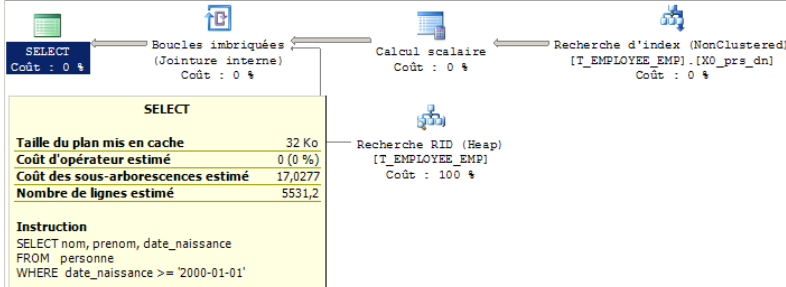 SELECT
Coût : 0 %
Boucles imbriquées
(Jointure interne)
Coût : 0 %
Calcul scalaire
Coût : 0 %
Recherche d'index (NonClustered)
[T_EMPLOYEE_EMP].[X0_prs_dn]
Coût : 0 %
Recherche RID (Heap)
[T_EMPLOYEE_EMP]
Coût : 100 %
SELECT
Taille du plan mis en cache 32 Ko
Coût d'opérateur estimé 0 (0 %)
Coût des sous-arborescences estimé 17,0277
Nombre de lignes estimé 5531,2
Instruction
SELECT nom, prenom, date_naissance
FROM personne
WHERE date_naissance >= '2000-01-01'